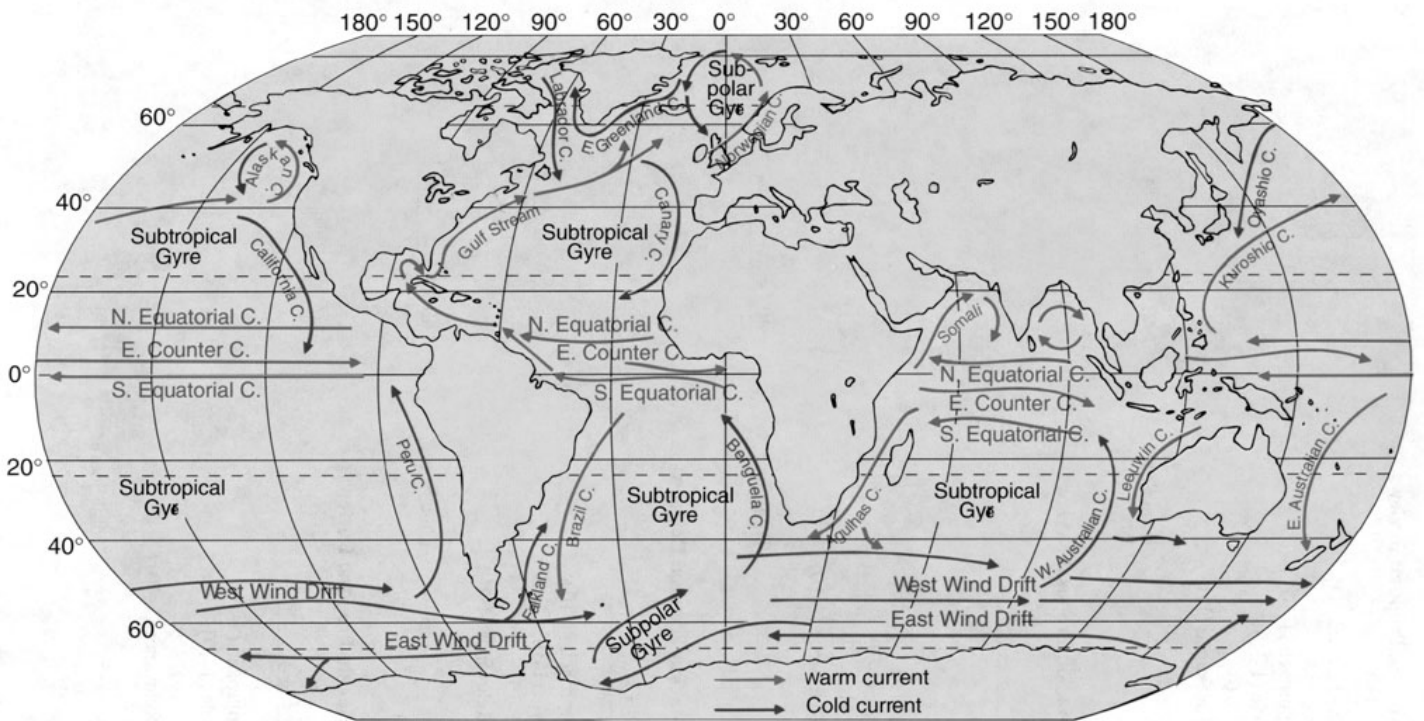 180° 150° 120° 90° 60° 30° 0° 30° 60° 90° 120° 150° 180°
60°
40°
20°
0°
20°
40°
60°
Alaskan C.
Labrador C.
E. Greenland C.
Sub-
polar
Gyre
Norwegian C.
Oyashio C.
Subtropical
Gyre
California C.
Gulf Stream
Subtropical
Gyre
Canary C.
Kuroshio C.
Somali
N. Equatorial C.
E. Counter C.
S. Equatorial C.
N. Equatorial C.
E. Counter C.
S. Equatorial C.
N. Equatorial C.
E. Counter C.
S. Equatorial C.
Peru C.
Subtropical
Gyre
Brazil C.
Falkland C.
Subtropical
Gyre
Benguela C.
Agulhas C.
Subtropical
Gyre
W. Australian C.
Leeuwin C.
E. Australian C.
West Wind Drift
East Wind Drift
Subpolar
Gyre
West Wind Drift
East Wind Drift
warm current
Cold current